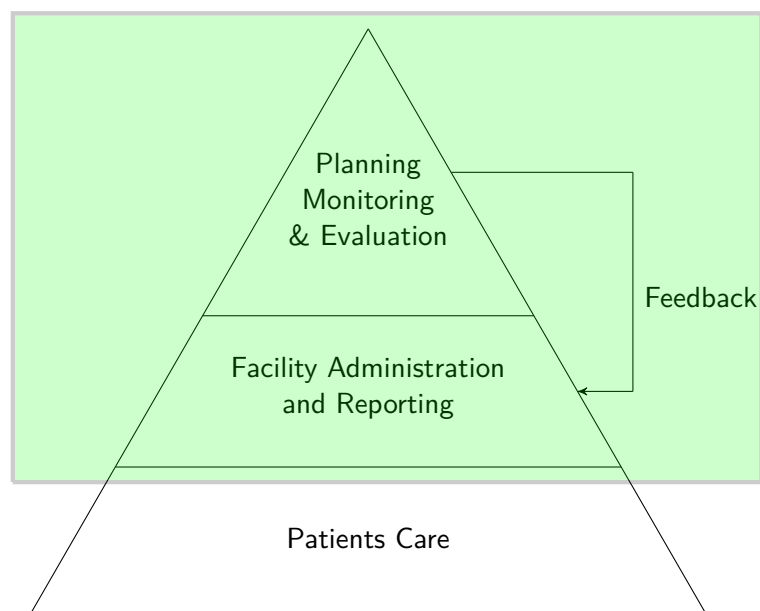 Planning
Monitoring
& Evaluation
Feedback
Facility Administration
and Reporting
Patients Care